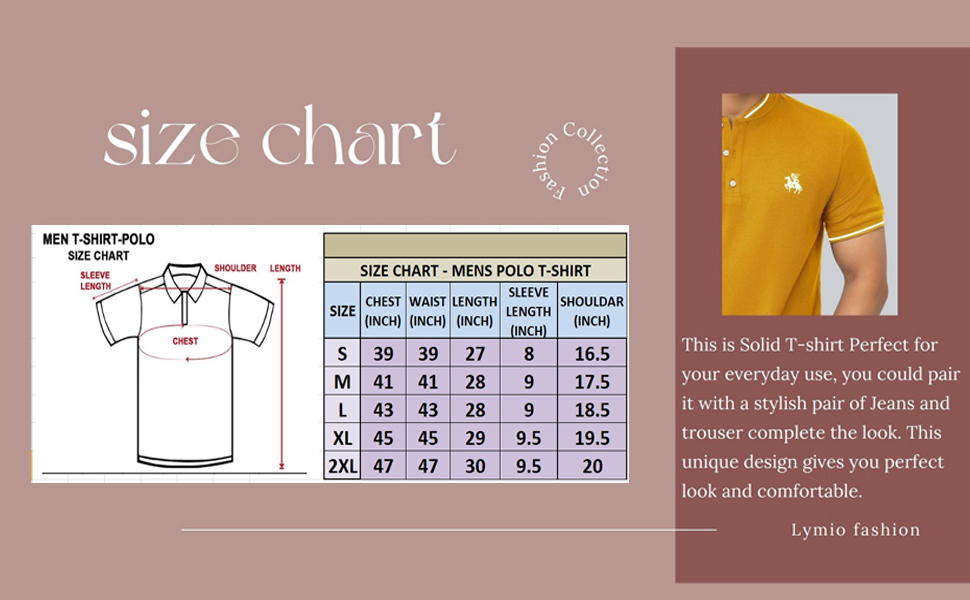 size chart
Fashion Collection
MEN T-SHIRT-POLO
SIZE CHART
SLEEVE
LENGTH
SHOULDER
LENGTH
CHEST
SIZE CHART - MENS POLO T-SHIRT
SIZE CHEST (INCH) WAIST (INCH) LENGTH (INCH) SLEEVE LENGTH (INCH) SHOULDAR (INCH)
S 39 39 27 8 16.5
M 41 41 28 9 17.5
L 43 43 28 9 18.5
XL 45 45 29 9.5 19.5
2XL 47 47 30 9.5 20
This is Solid T-shirt Perfect for
your everyday use, you could pair
it with a stylish pair of Jeans and
trouser complete the look. This
unique design gives you perfect
look and comfortable.
Lymio fashion